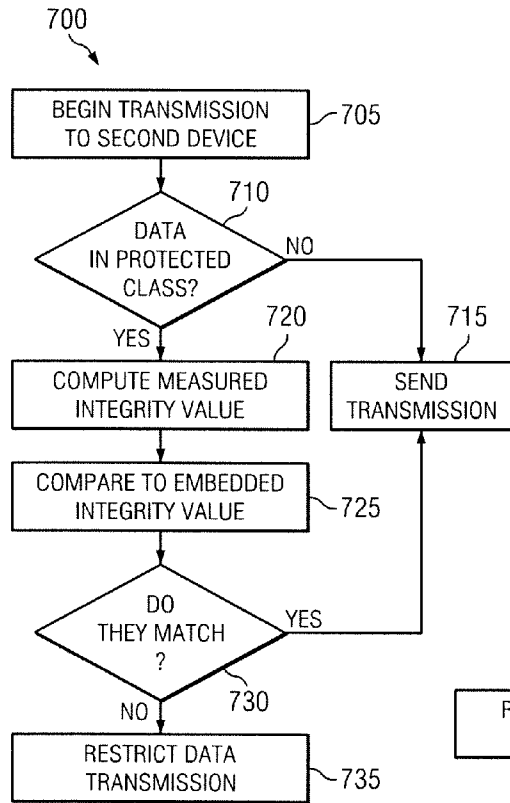 700
BEGIN TRANSMISSION
TO SECOND DEVICE
705
710
DATA
IN PROTECTED
CLASS?
NO
YES
720
715
COMPUTE MEASURED
INTEGRITY VALUE
SEND
TRANSMISSION
COMPARE TO EMBEDDED
INTEGRITY VALUE
725
DO
THEY MATCH
?
YES
730
NO
RESTRICT DATA
TRANSMISSION
735